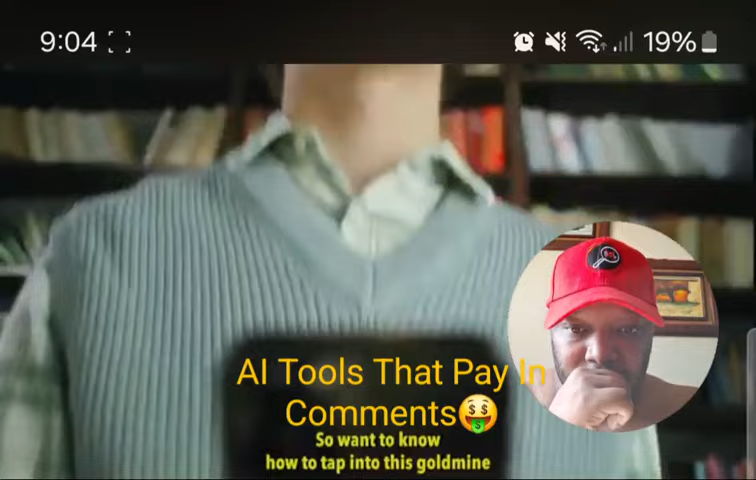 9:04
19%
AI Tools That Pay In
Comments🤑
So want to know
how to tap into this goldmine